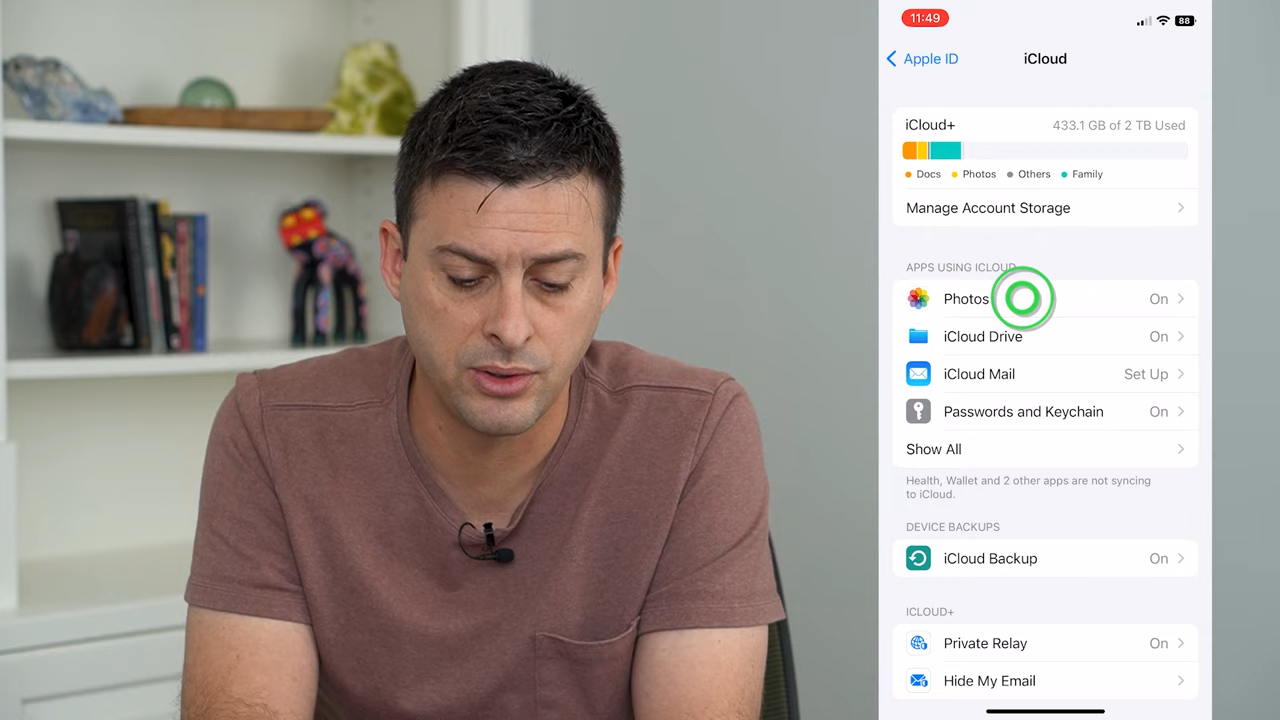 11:49
88
Apple ID
iCloud
iCloud+ 433.1 GB of 2 TB Used
Docs Photos Others Family
Manage Account Storage
APPS USING ICLOUD
Photos On
iCloud Drive On
iCloud Mail Set Up
Passwords and Keychain On
Show All
Health, Wallet and 2 other apps are not syncing
to iCloud.
DEVICE BACKUPS
iCloud Backup On
ICLOUD+
Private Relay On
Hide My Email